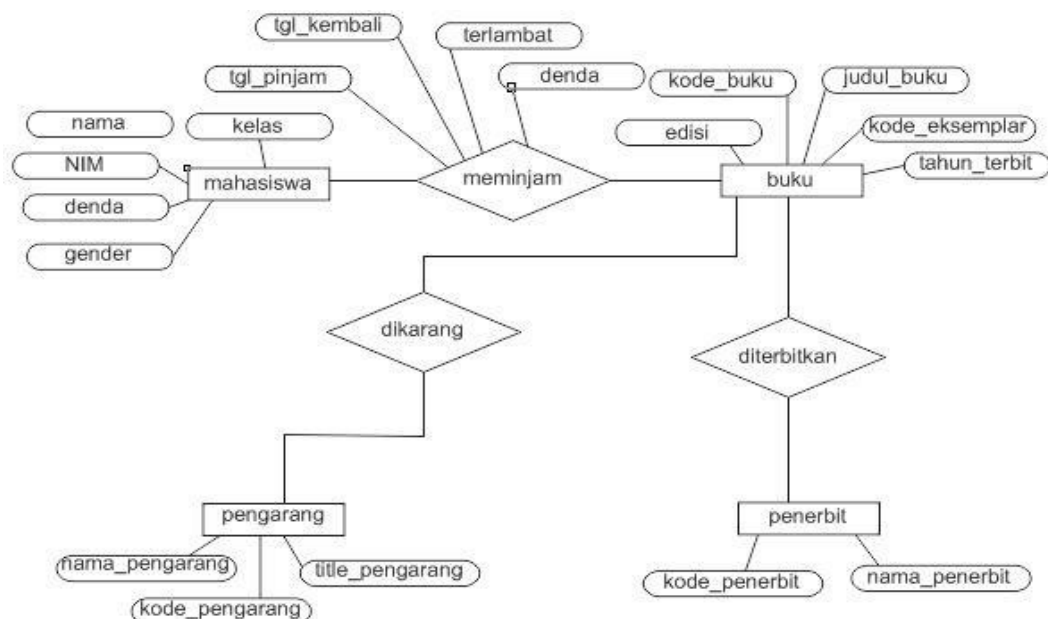 tgl_kembali
terlambat
tgl_pinjam
denda
kode_buku
judul_buku
nama
kelas
edisi
kode_eksemplar
NIM
mahasiswa
meminjam
buku
tahun_terbit
denda
gender
dikarang
diterbitkan
pengarang
penerbit
nama_pengarang
title_pengarang
kode_penerbit
nama_penerbit
kode_pengarang